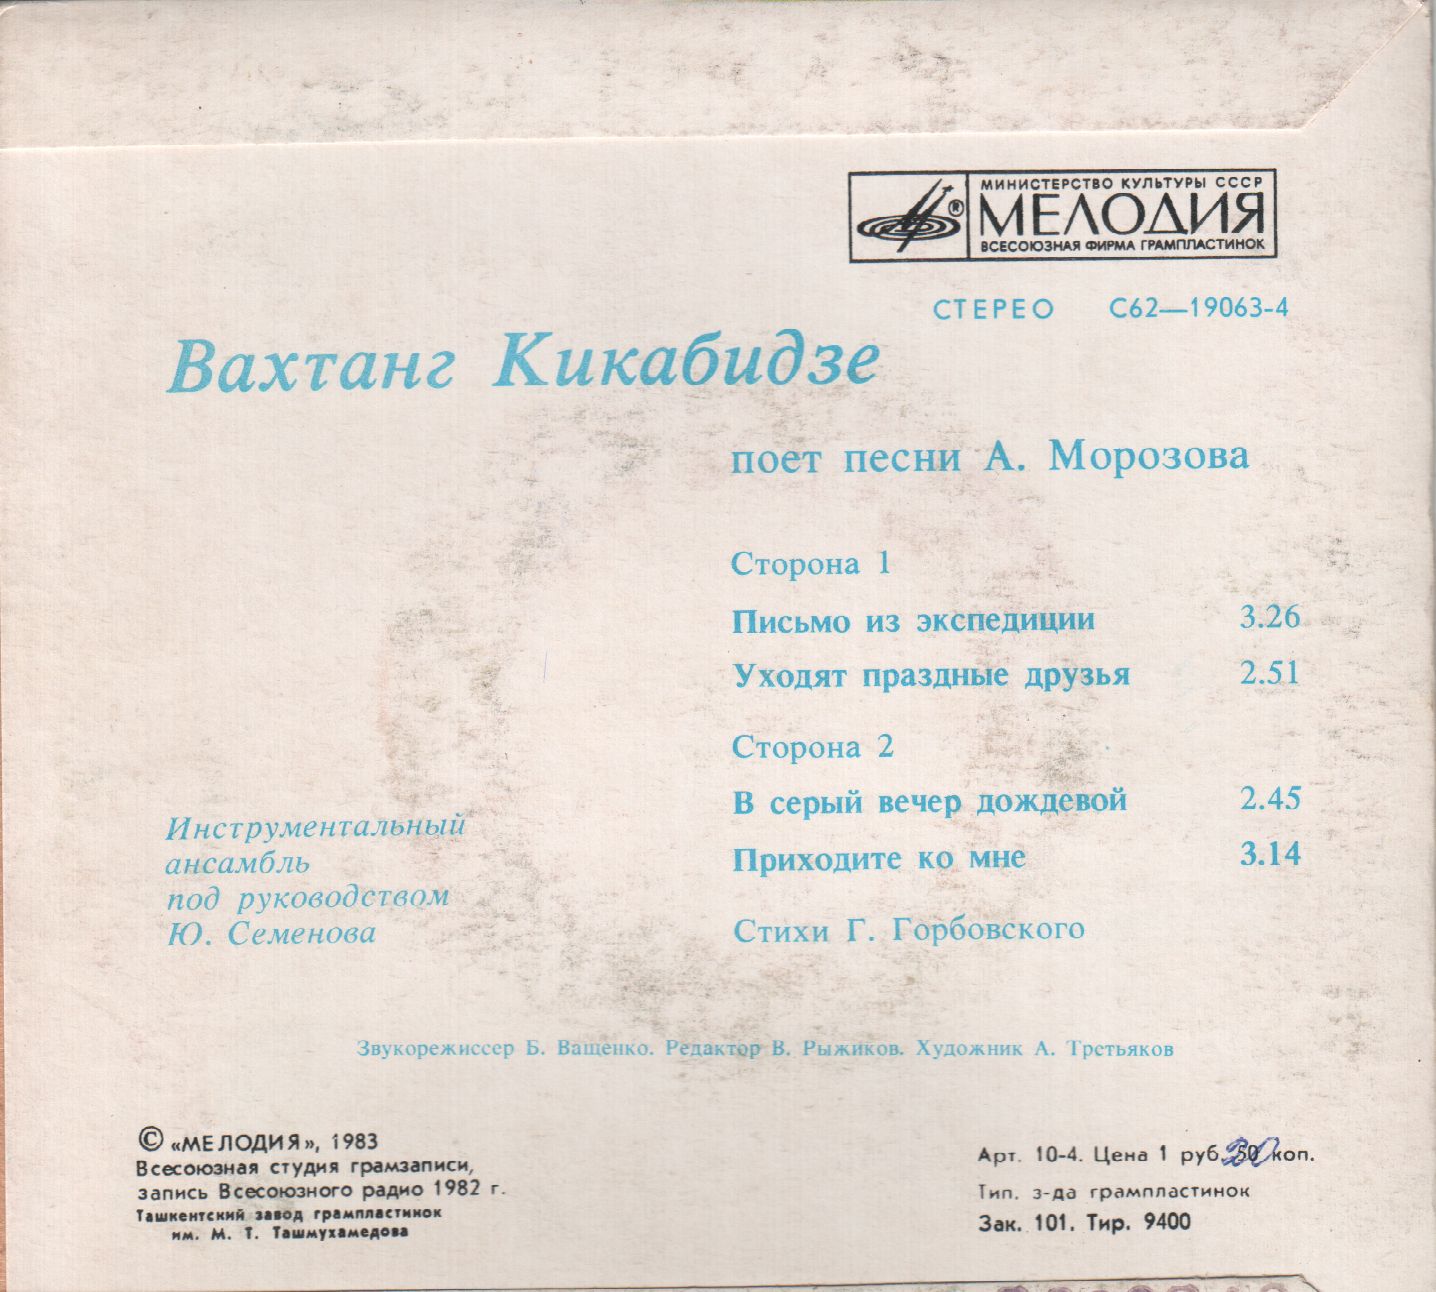 МИНИСТЕРСТВО КУЛЬТУРЫ СССР
®
МЕЛОДИЯ
ВСЕСОЮЗНАЯ ФИРМА ГРАМПЛАСТИНОК
СТЕРЕО С62—19063-4
Вахтанг Кикабидзе
поет песни А. Морозова
Сторона 1
Письмо из экспедиции 3.26
Уходят праздные друзья 2.51
Сторона 2
В серый вечер дождевой 2.45
Приходите ко мне 3.14
Стихи Г. Горбовского
Инструментальный
ансамбль
под руководством
Ю. Семенова
Звукорежиссер Б. Ващенко. Редактор В. Рыжиков. Художник А. Третьяков
© «МЕЛОДИЯ», 1983
Всесоюзная студия грамзаписи,
запись Всесоюзного радио 1982 г.
Ташкентский завод грампластинок
им. М. Т. Ташмухамедова
Арт. 10-4. Цена 1 руб. 50 коп.
20
Тип. з-да грампластинок
Зак. 101. Тир. 9400